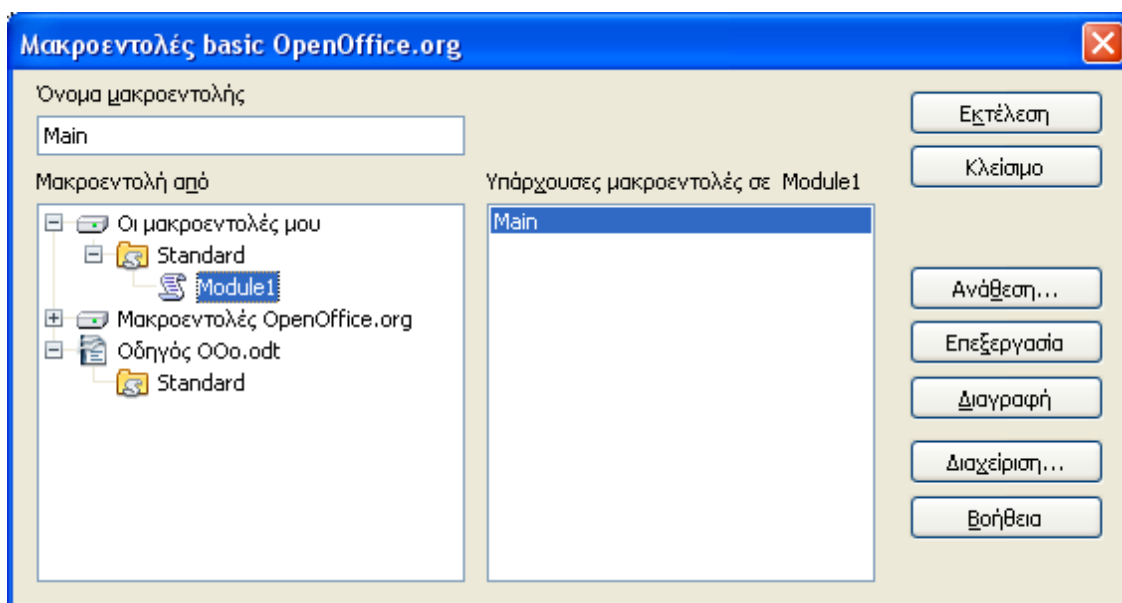 Μακροεντολές basic OpenOffice.org
Όνομα μακροεντολής
Main
Μακροεντολή από
Οι μακροεντολές μου
Standard
Module1
Μακροεντολές OpenOffice.org
Οδηγός OOo.odt
Standard
Υπάρχουσες μακροεντολές σε Module1
Main
Εκτέλεση
Κλείσιμο
Ανάθεση...
Επεξεργασία
Διαγραφή
Διαχείριση...
Βοήθεια